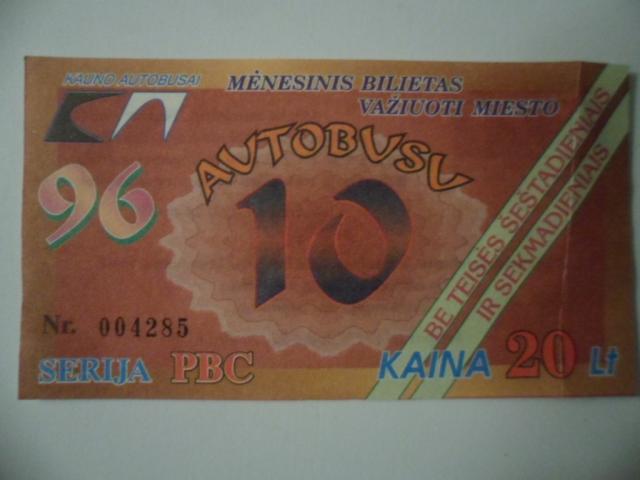 KAUNO AUTOBUSAI
MĖNESINIS BILIETAS
VAŽIUOTI MIESTO
AUTOBUSU
96
10
BE TEISĖS ŠEŠTADIENIAIS
IR SEKMADIENIAIS
Nr. 004285
SERIJA PBC
KAINA 20 Lt